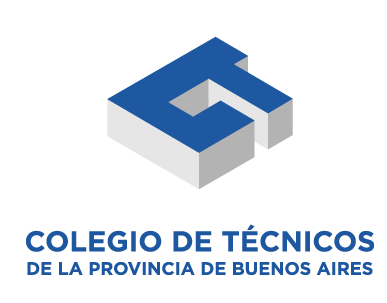 COLEGIO DE TÉCNICOS
DE LA PROVINCIA DE BUENOS AIRES